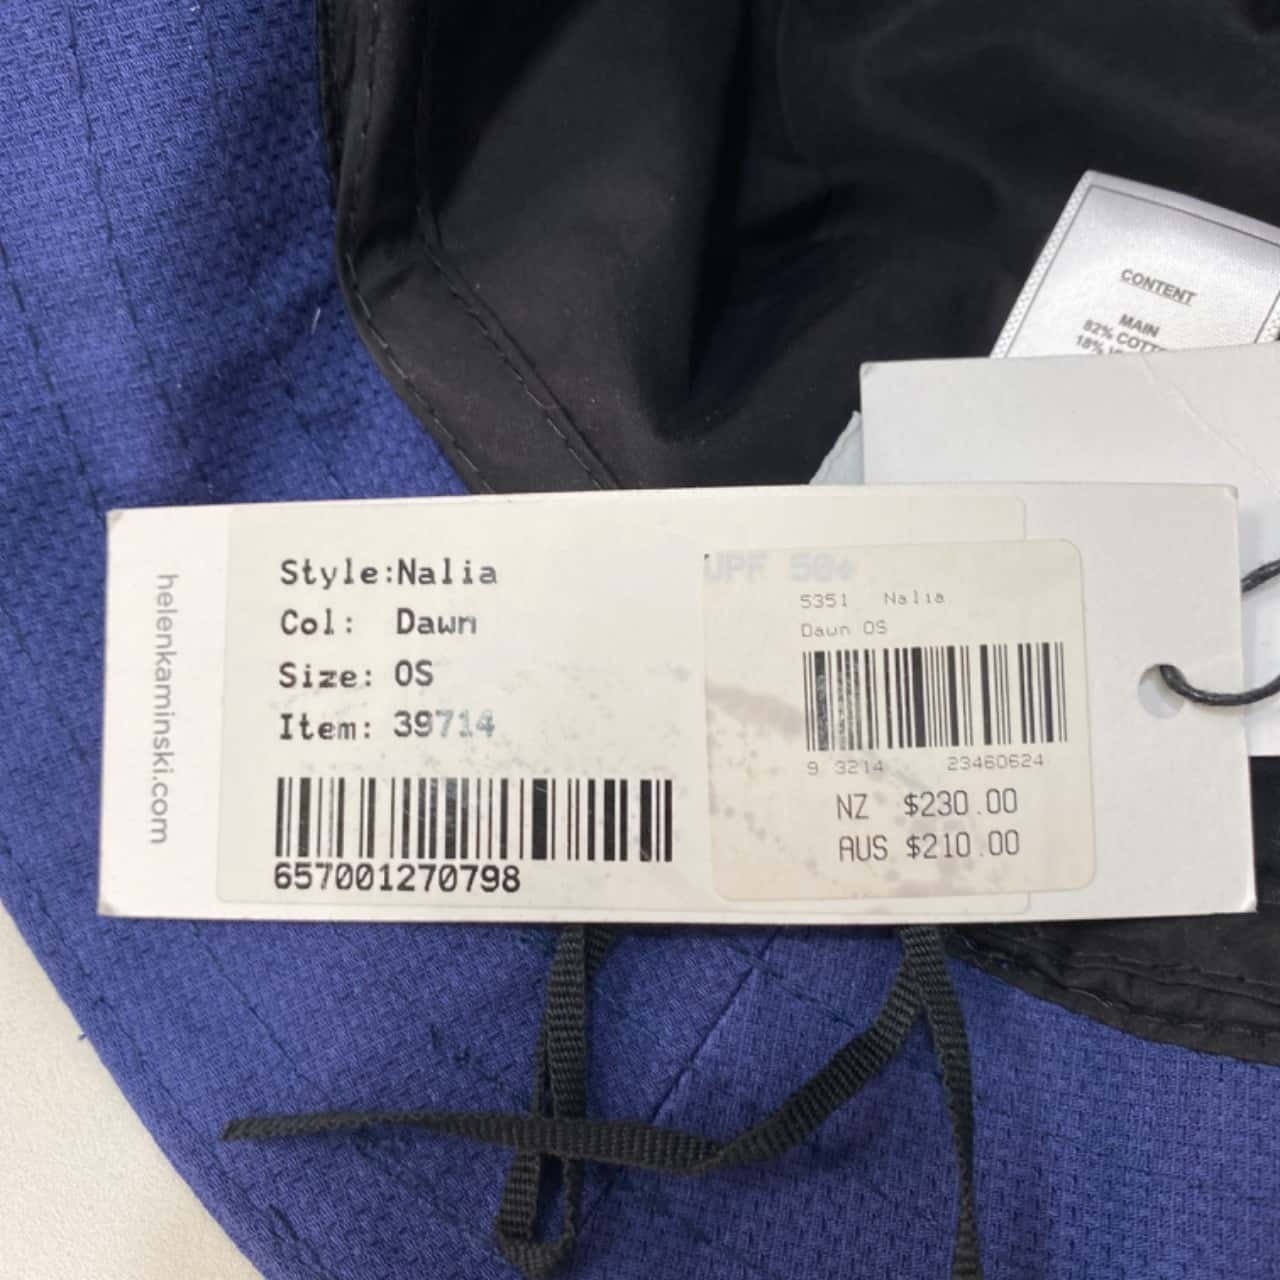 CONTENT
MAIN
82%
18%
helenkaminski.com
Style:Nalia
Col: Dawn
Size: OS
Item: 39714
657001270798
UPF 50+
5351 Nalia
Dawn OS
9 3214 23460624
NZ $230.00
AUS $210.00